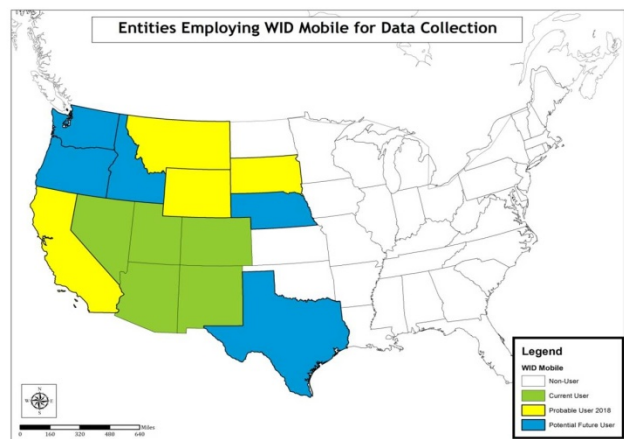 Entities Employing WID Mobile for Data Collection
Legend
WID Mobile
Non-User
Current User
Probable User 2018
Potential Future User
N
W
E
S
Miles
0
160
320
480
640